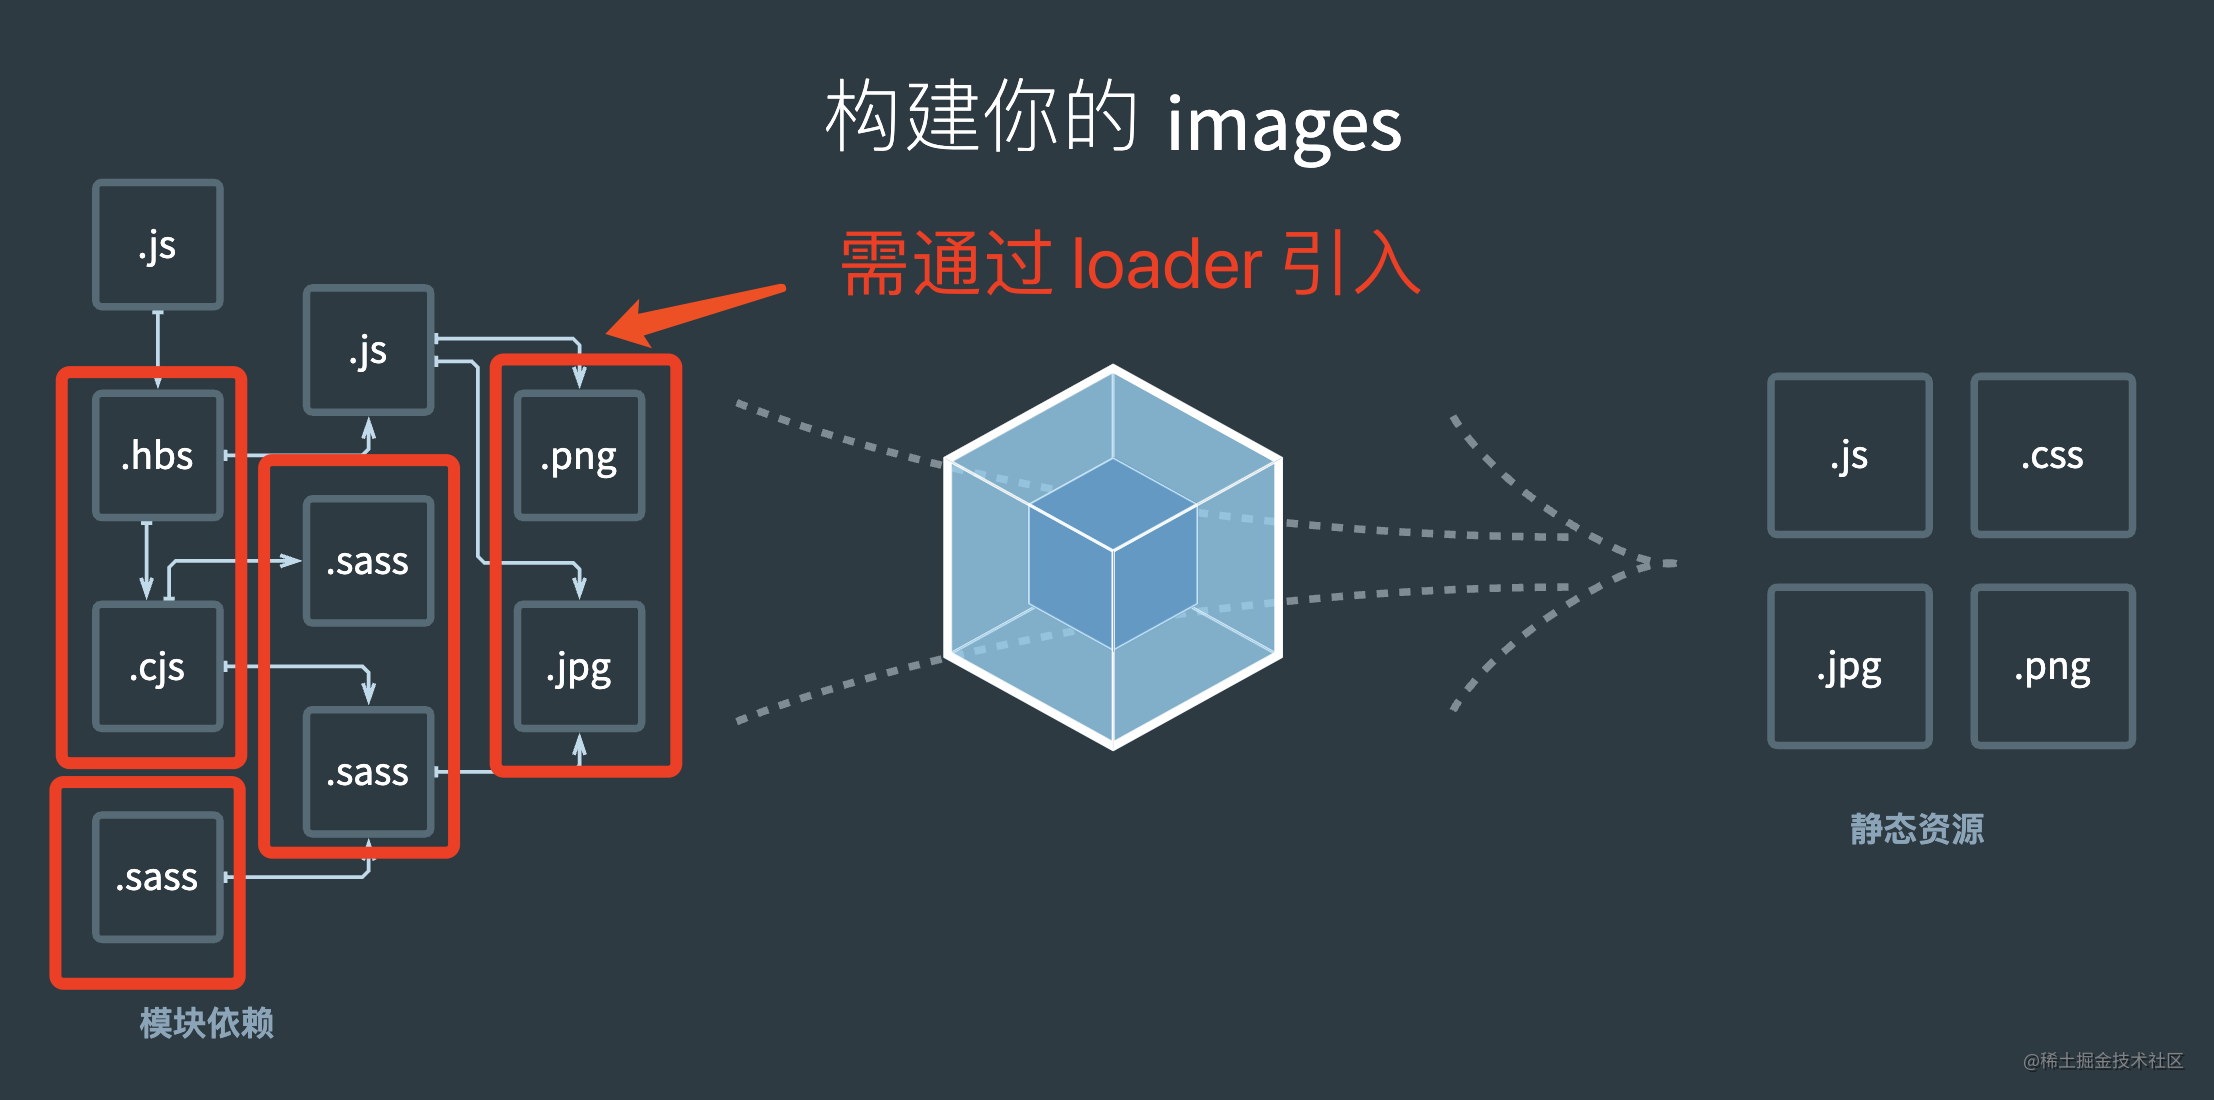 构建你的 images
需通过 loader 引入
.js
.js
.hbs
.png
.sass
.cjs
.jpg
.sass
.sass
模块依赖
.js
.css
.jpg
.png
静态资源
@稀土掘金技术社区